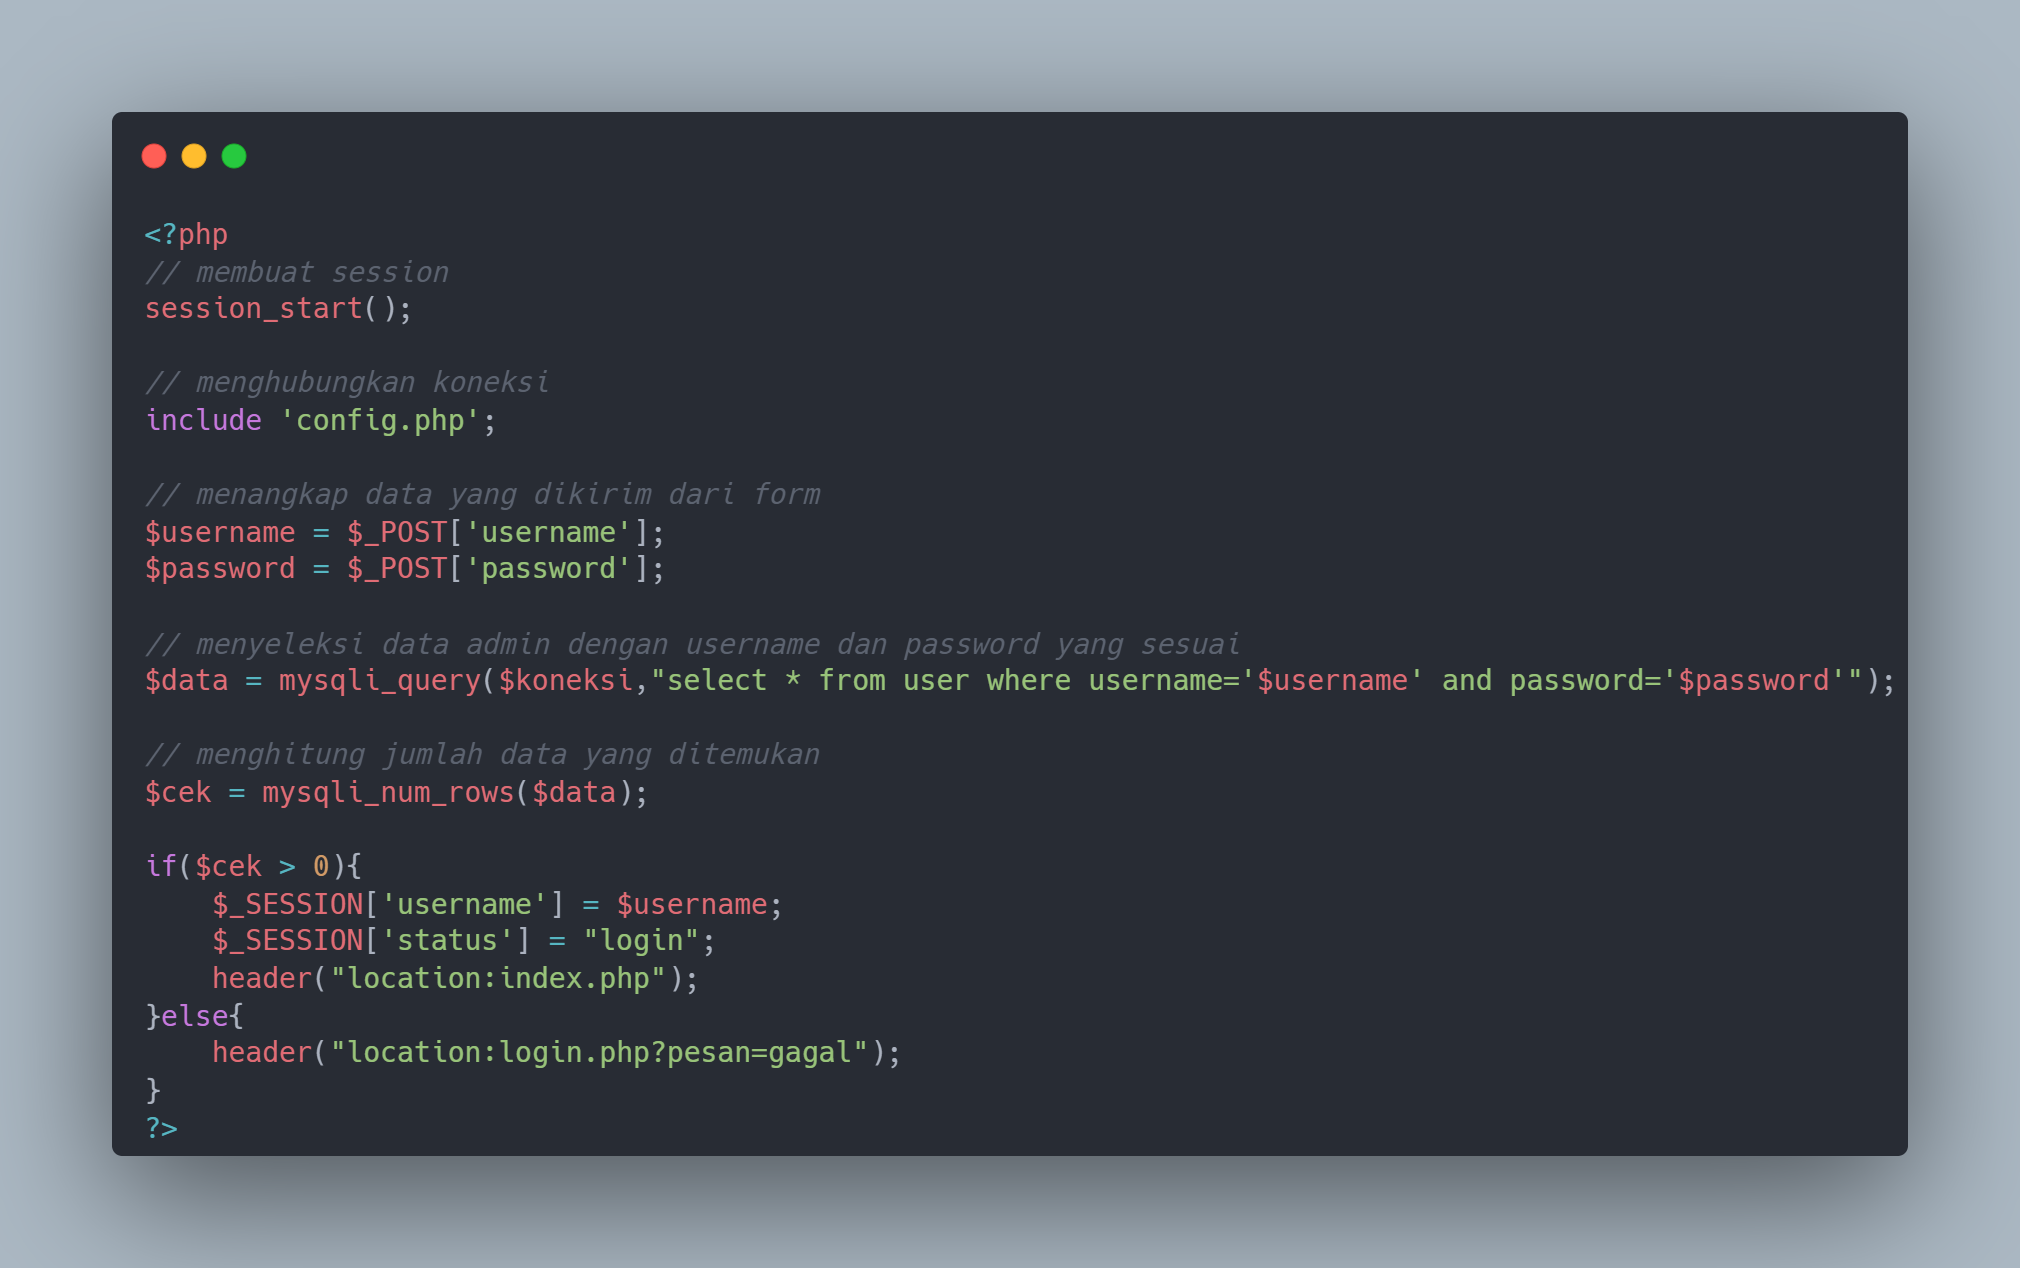 <?php
// membuat session
session_start();
// menghubungkan koneksi
include 'config.php';
// menangkap data yang dikirim dari form
$username = $_POST['username'];
$password = $_POST['password'];
// menyeleksi data admin dengan username dan password yang sesuai
$data = mysqli_query($koneksi,"select * from user where username='$username' and password='$password'");
// menghitung jumlah data yang ditemukan
$cek = mysqli_num_rows($data);
if($cek > 0){
    $_SESSION['username'] = $username;
    $_SESSION['status'] = "login";
    header("location:index.php");
}else{
    header("location:login.php?pesan=gagal");
}
?>